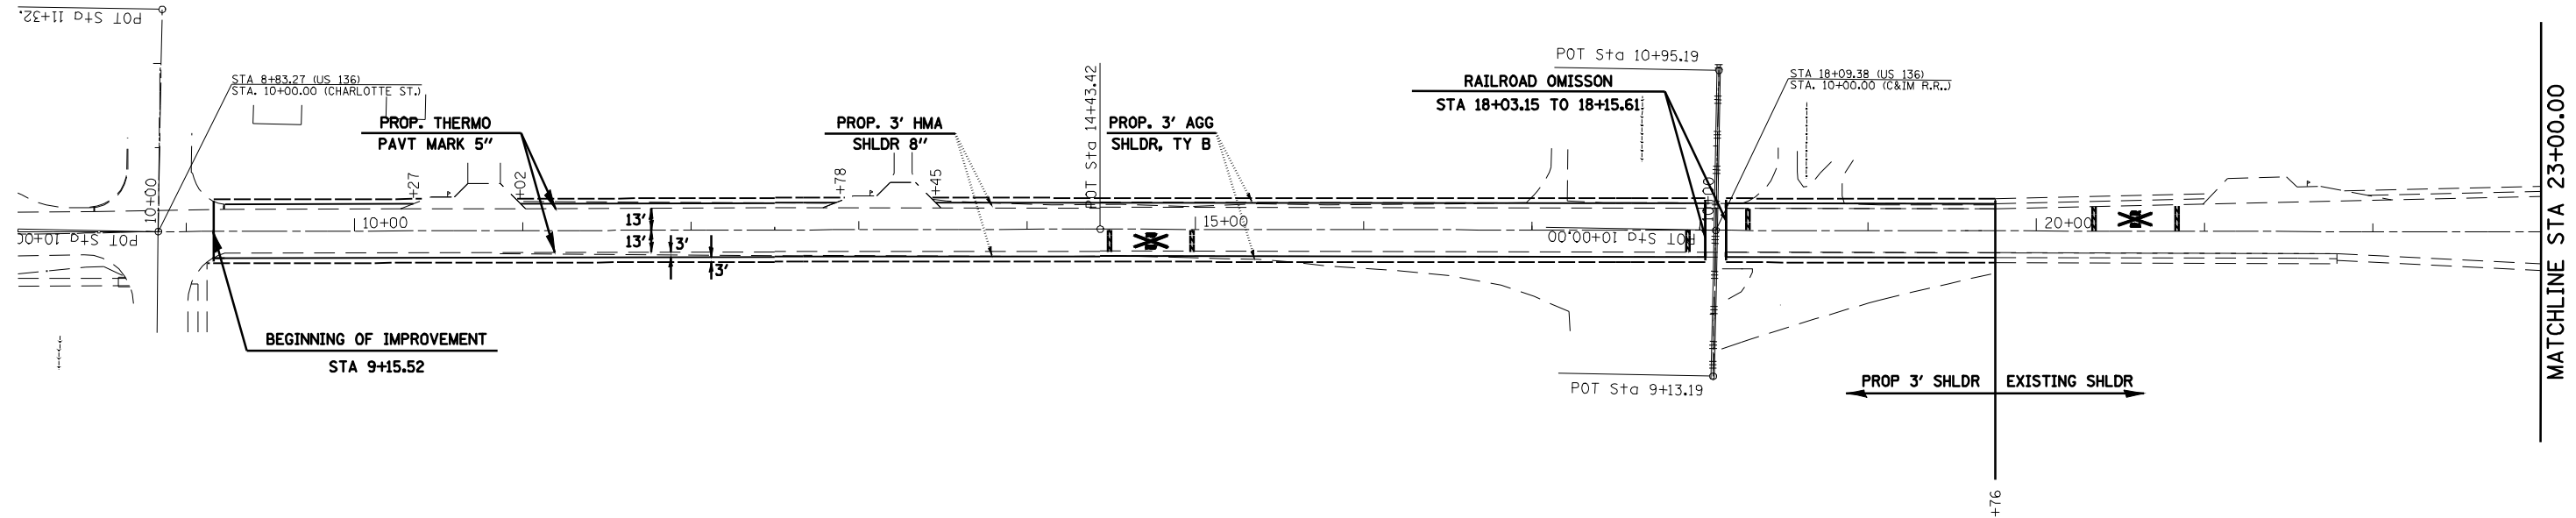 POT Sta 11+32.
STA 8+83.27 (US 136)
STA. 10+00.00 (CHARLOTTE ST.)
PROP. THERMO
PAVT MARK 5"
PROP. 3' HMA
SHLDR 8"
POT Sta 14+43.42
PROP. 3' AGG
SHLDR, TY B
POT Sta 10+95.19
RAILROAD OMISSON
STA 18+03.15 TO 18+15.61
STA 18+09.38 (US 136)
STA. 10+00.00 (C&IM R.R..)
MATCHLINE STA 23+00.00
10+00
+27
+02
+78
+45
10+00
13'
13'
3'
3'
15+00
20+00
POT Sta 10+00
POT Sta 10+00.00
BEGINNING OF IMPROVEMENT
STA 9+15.52
POT Sta 9+13.19
PROP 3' SHLDR
EXISTING SHLDR
+76